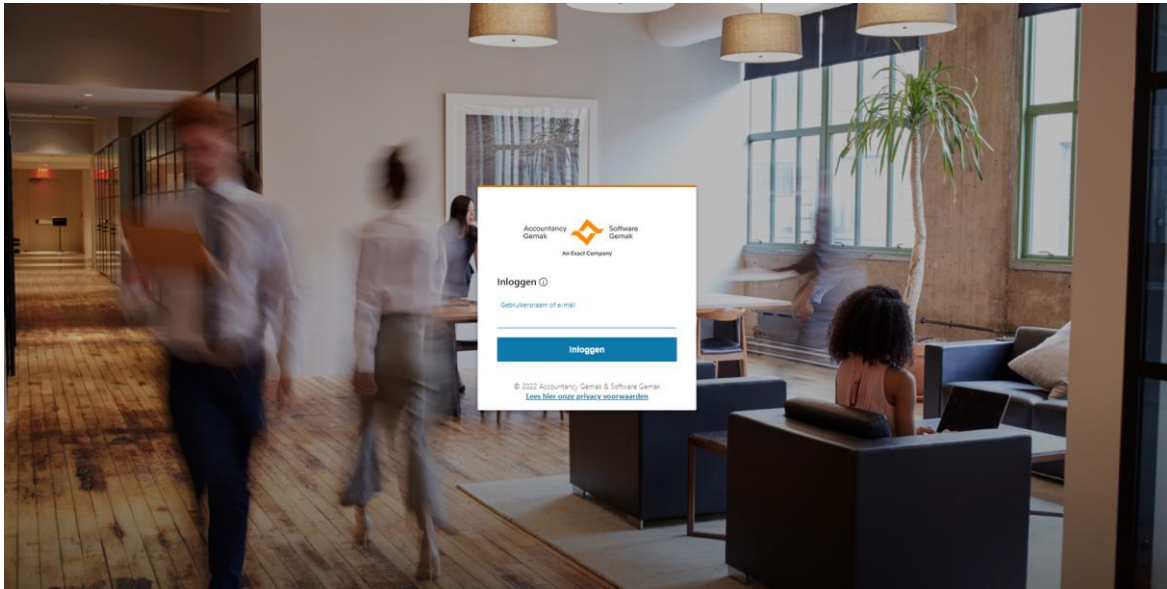 Accountancy Gemak
Software Gemak
An Exact Company
Inloggen
Gebruikersnaam of e-mail
Inloggen
© 2022 Accountancy Gemak & Software Gemak
Lees hier onze privacy voorwaarden